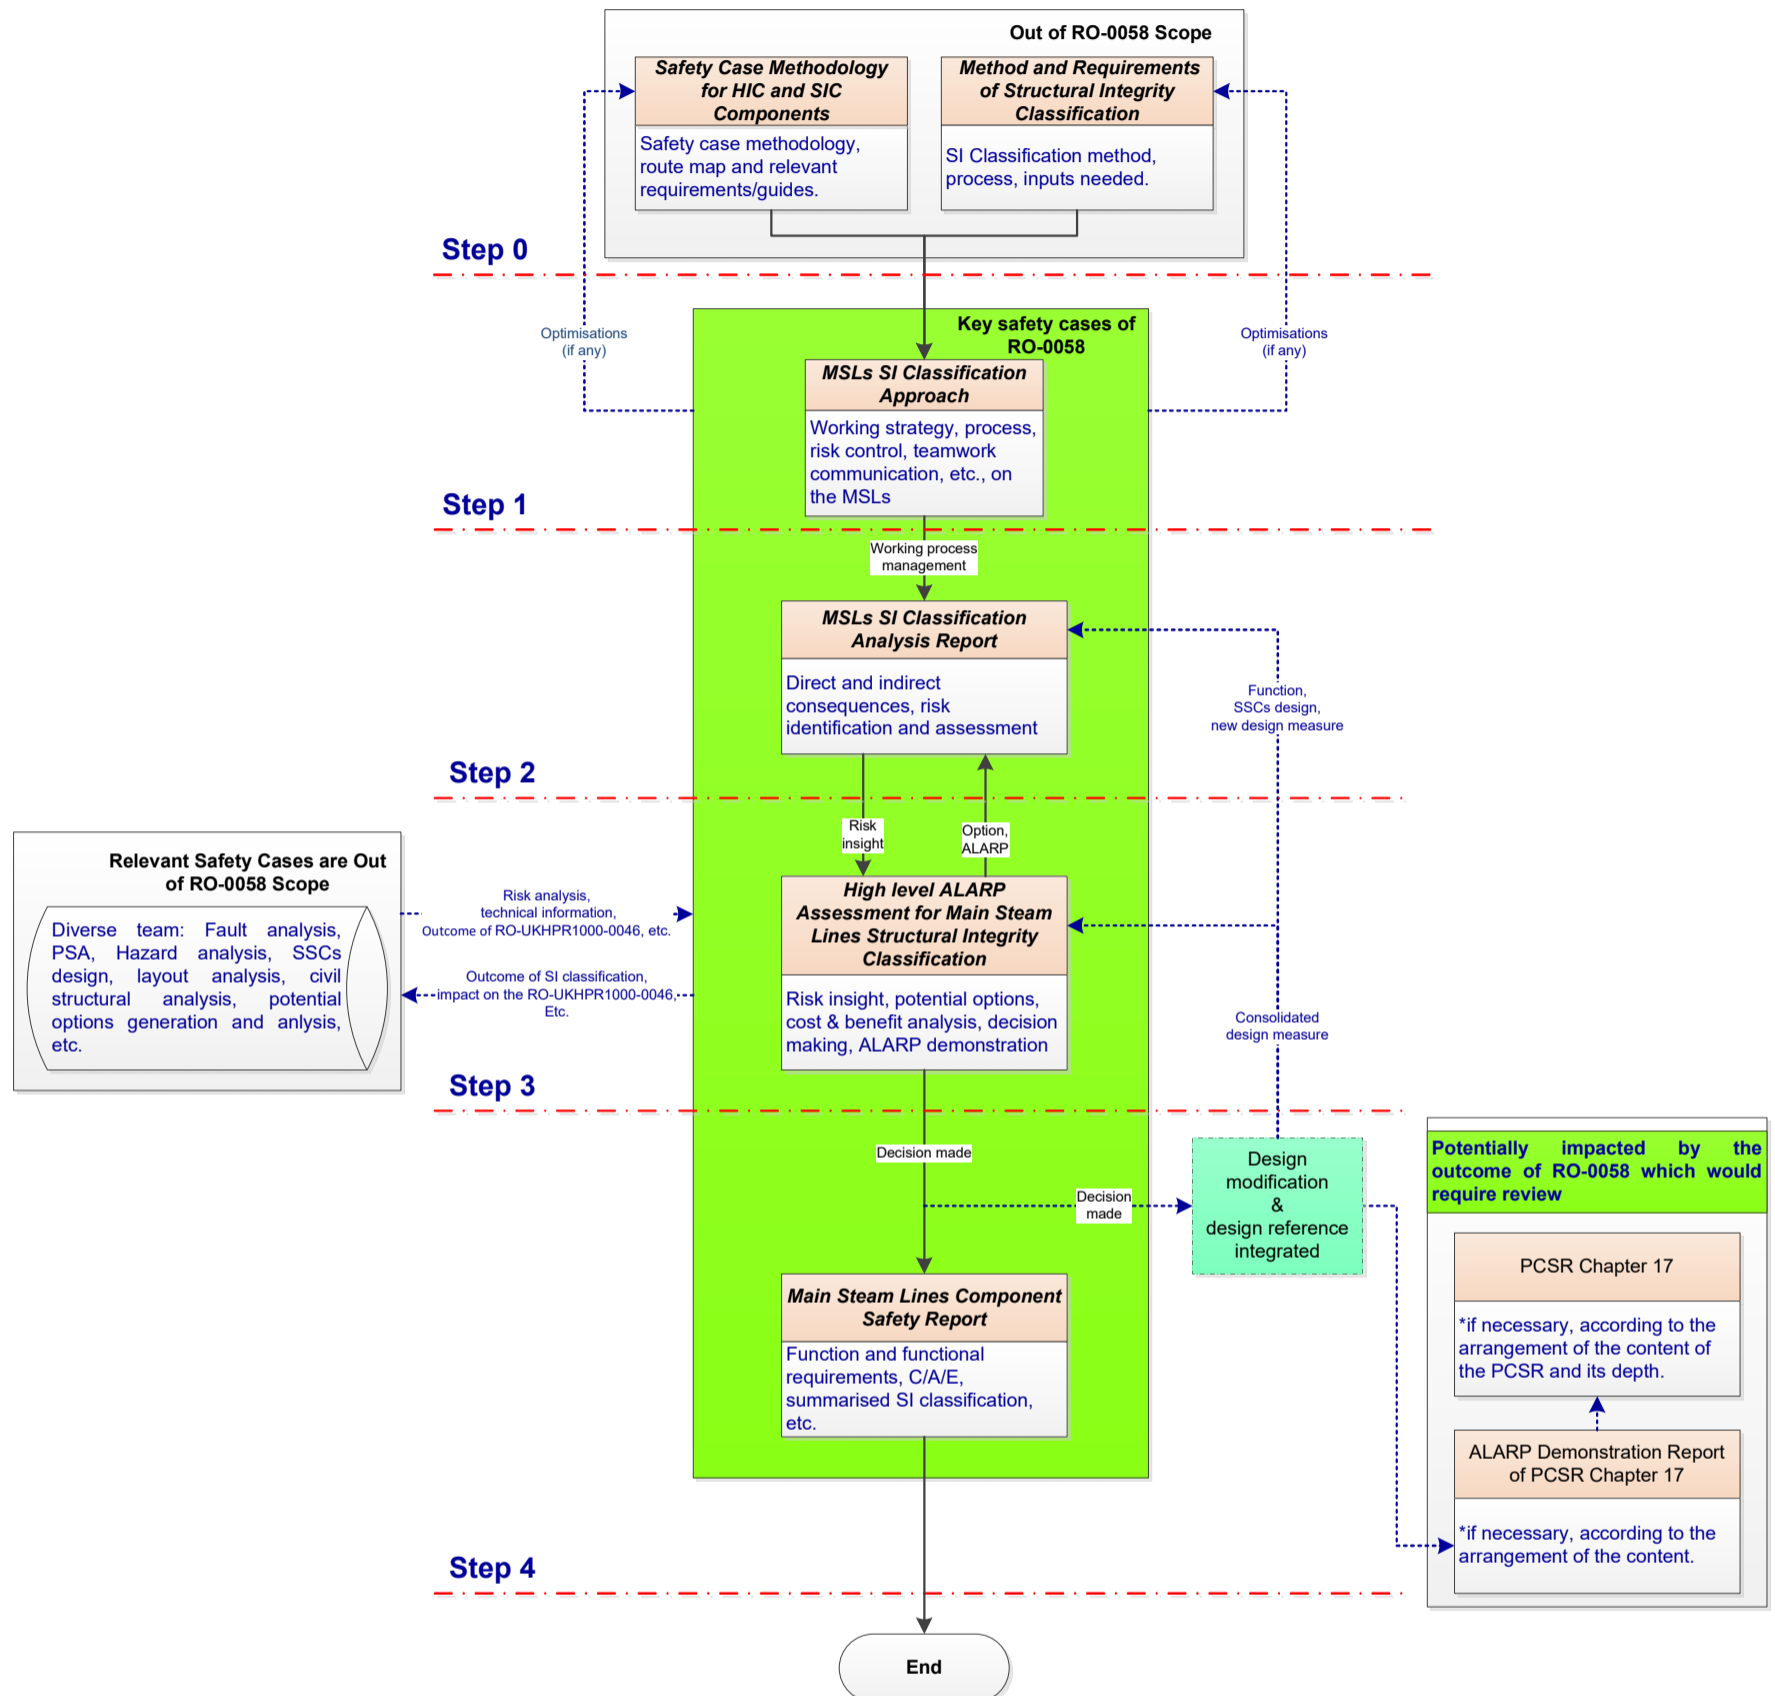 Out of RO-0058 Scope
Safety Case Methodology
for HIC and SIC
Components
Safety case methodology,
route map and relevant
requirements/guides.
Method and Requirements
of Structural Integrity
Classification
SI Classification method,
process, inputs needed.
Step 0
Optimisations
(if any)
Key safety cases of
RO-0058
Optimisations
(if any)
MSLs SI Classification
Approach
Working strategy, process,
risk control, teamwork
communication, etc., on
the MSLs
Step 1
Working process
management
MSLs SI Classification
Analysis Report
Direct and indirect
consequences, risk
identification and assessment
Function,
SSCs design,
new design measure
Step 2
Risk
insight
Option,
ALARP
Relevant Safety Cases are Out
of RO-0058 Scope
Diverse team: Fault analysis,
PSA, Hazard analysis, SSCs
design, layout analysis, civil
structural analysis, potential
options generation and anlysis,
etc.
Risk analysis,
technical information,
Outcome of RO-UKHPR1000-0046, etc.
Outcome of SI classification,
impact on the RO-UKHPR1000-0046,
Etc.
High level ALARP
Assessment for Main Steam
Lines Structural Integrity
Classification
Risk insight, potential options,
cost & benefit analysis, decision
making, ALARP demonstration
Consolidated
design measure
Step 3
Decision made
Decision
made
Design
modification
&
design reference
integrated
Potentially impacted by the
outcome of RO-0058 which would
require review
PCSR Chapter 17
*if necessary, according to the
arrangement of the content of
the PCSR and its depth.
ALARP Demonstration Report
of PCSR Chapter 17
*if necessary, according to the
arrangement of the content.
Main Steam Lines Component
Safety Report
Function and functional
requirements, C/A/E,
summarised SI classification,
etc.
Step 4
End